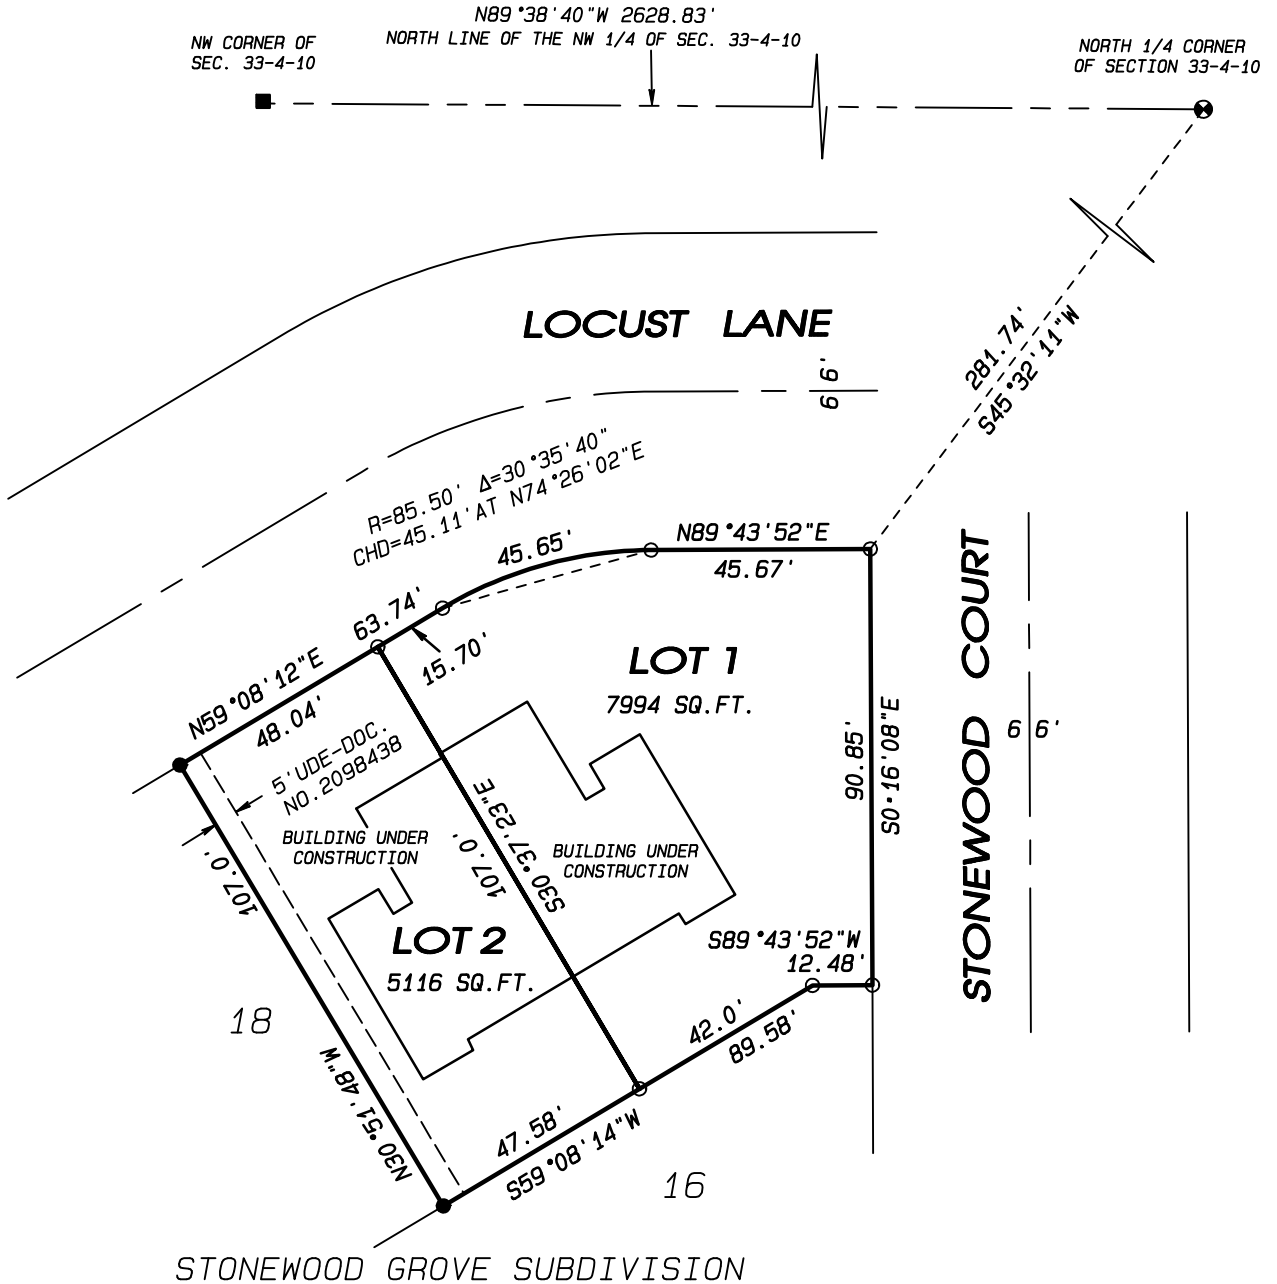 N89°38'40"W 2628.83'
NORTH LINE OF THE NW 1/4 OF SEC. 33-4-10
NW CORNER OF
SEC. 33-4-10
NORTH 1/4 CORNER
OF SECTION 33-4-10
LOCUST LANE
66'
281.74'
S45°32'11"W
R=85.50' Δ=30°35'40"
CHD=45.11' AT N74°26'02"E
45.65'
N89°43'52"E
45.67'
63.74'
15.70'
N59°08'12"E
48.04'
LOT 1
7994 SQ.FT.
5' UDE-DOC.
NO.2098438
STONEWOOD COURT
66'
90.85'
S0°16'08"E
BUILDING UNDER
CONSTRUCTION
S30°37'23"E
107.0'
BUILDING UNDER
CONSTRUCTION
107.0'
N30°51'48"W
LOT 2
5116 SQ.FT.
S89°43'52"W
12.48'
42.0'
89.58'
18
47.58'
S59°08'14"W
16
STONEWOOD GROVE SUBDIVISION